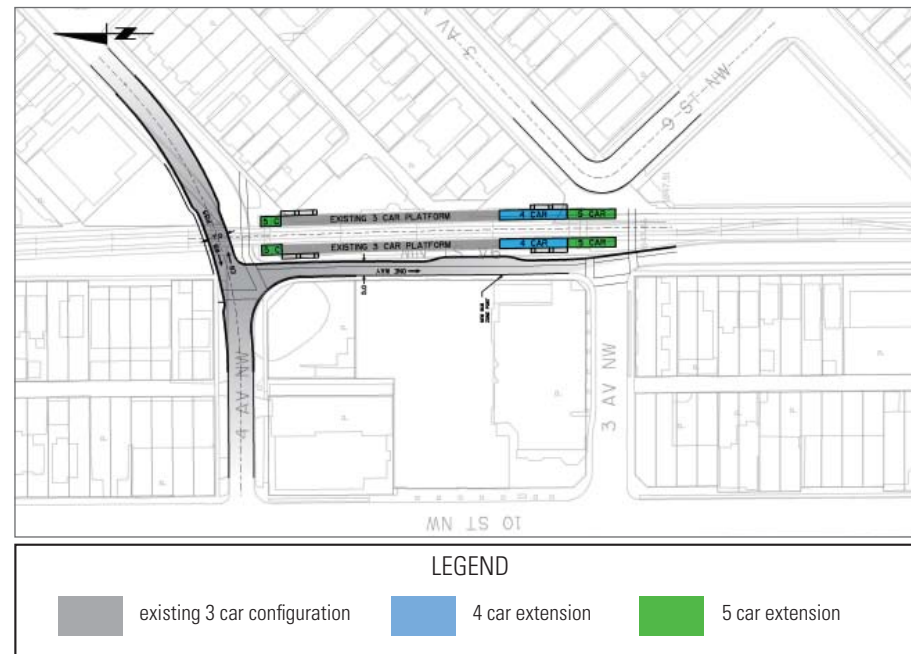 N
3 AV N
9 ST NW
5 C
EXISTING 3 CAR PLATFORM
4 CAR
5 CAR
5 C
EXISTING 3 CAR PLATFORM
4 CAR
5 CAR
ONE WAY
5.0
4 AV NW
3 AV NW
P
P
P
P
10 ST NW
LEGEND
existing 3 car configuration
4 car extension
5 car extension